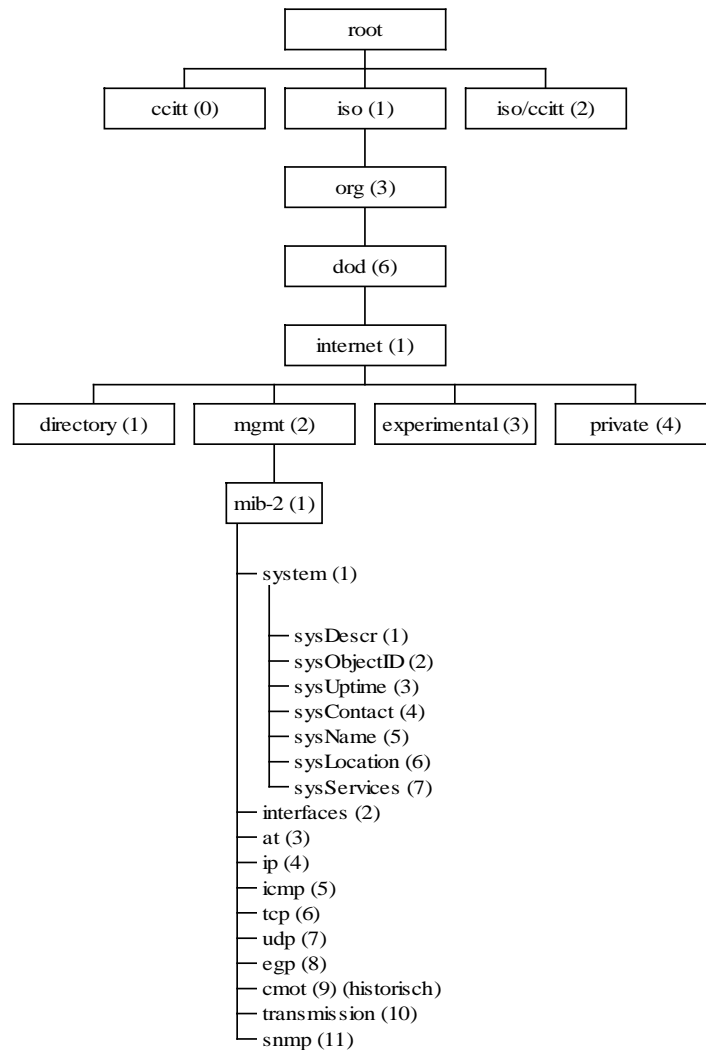 root
ccitt (0)
iso (1)
iso/ccitt (2)
org (3)
dod (6)
internet (1)
directory (1)
mgmt (2)
experimental (3)
private (4)
mib-2 (1)
system (1)
sysDescr (1)
sysObjectID (2)
sysUptime (3)
sysContact (4)
sysName (5)
sysLocation (6)
sysServices (7)
interfaces (2)
at (3)
ip (4)
icmp (5)
tcp (6)
udp (7)
egp (8)
cmot (9) (historisch)
transmission (10)
snmp (11)